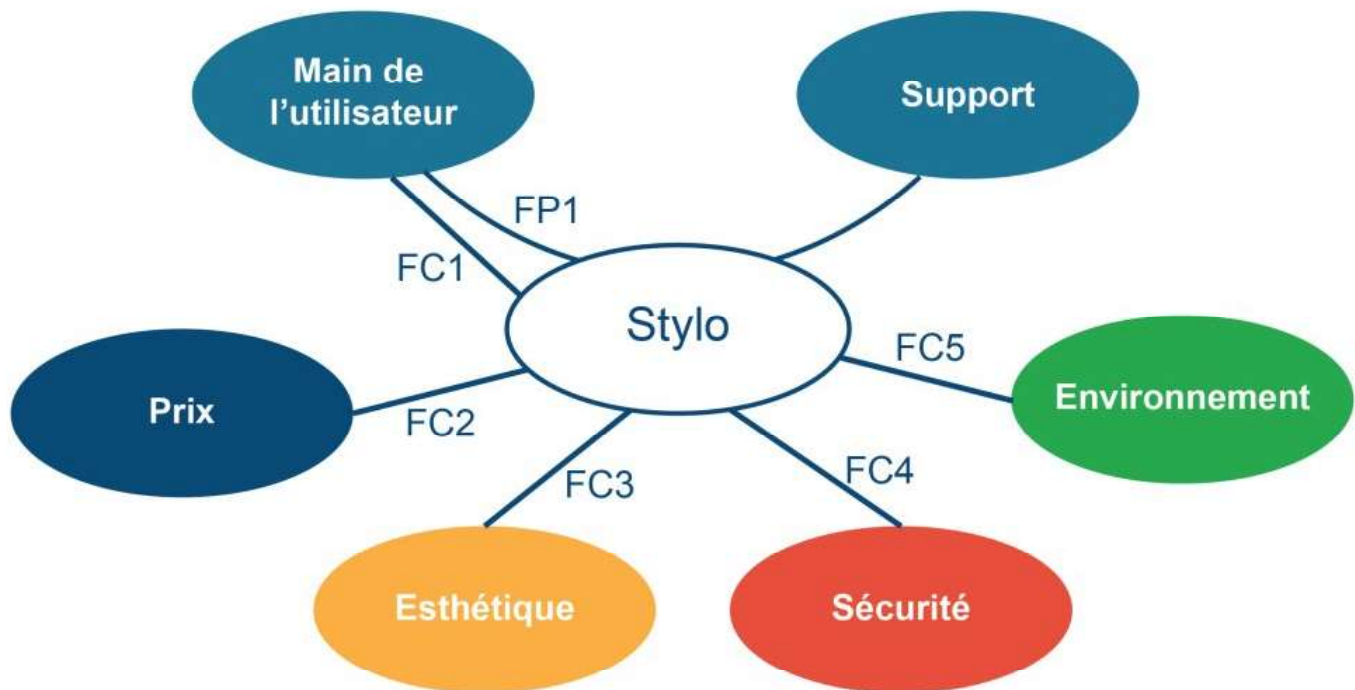 Main de
l'utilisateur
Support
FP1
FC1
Stylo
FC5
Prix
FC2
Environnement
FC3
FC4
Esthétique
Sécurité